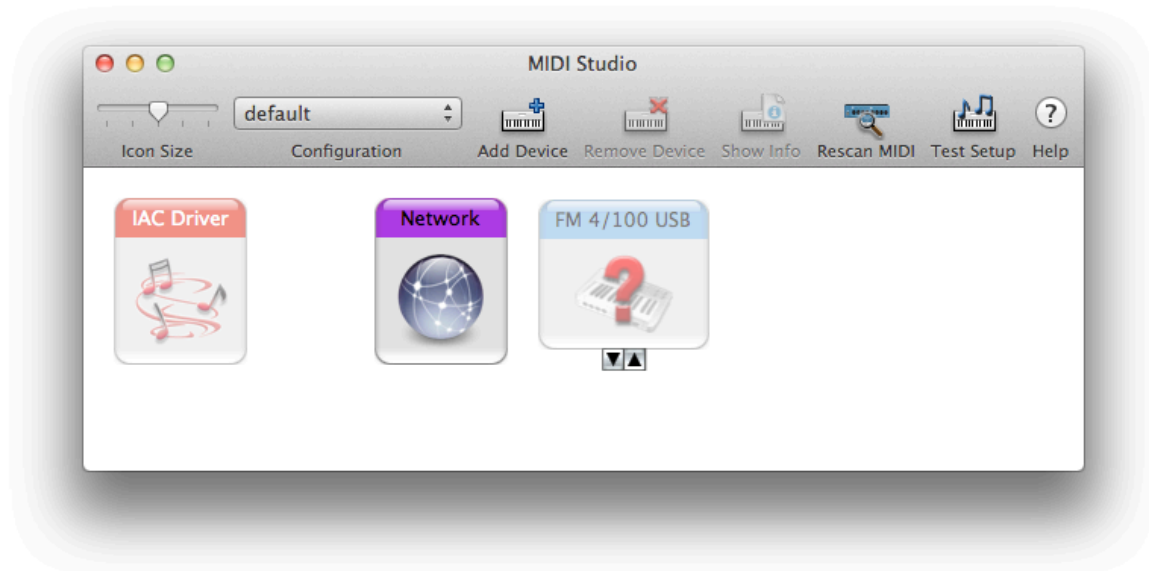 MIDI Studio
default
?
Icon Size
Configuration
Add Device
Remove Device
Show Info
Rescan MIDI
Test Setup
Help
IAC Driver
Network
FM 4/100 USB
?